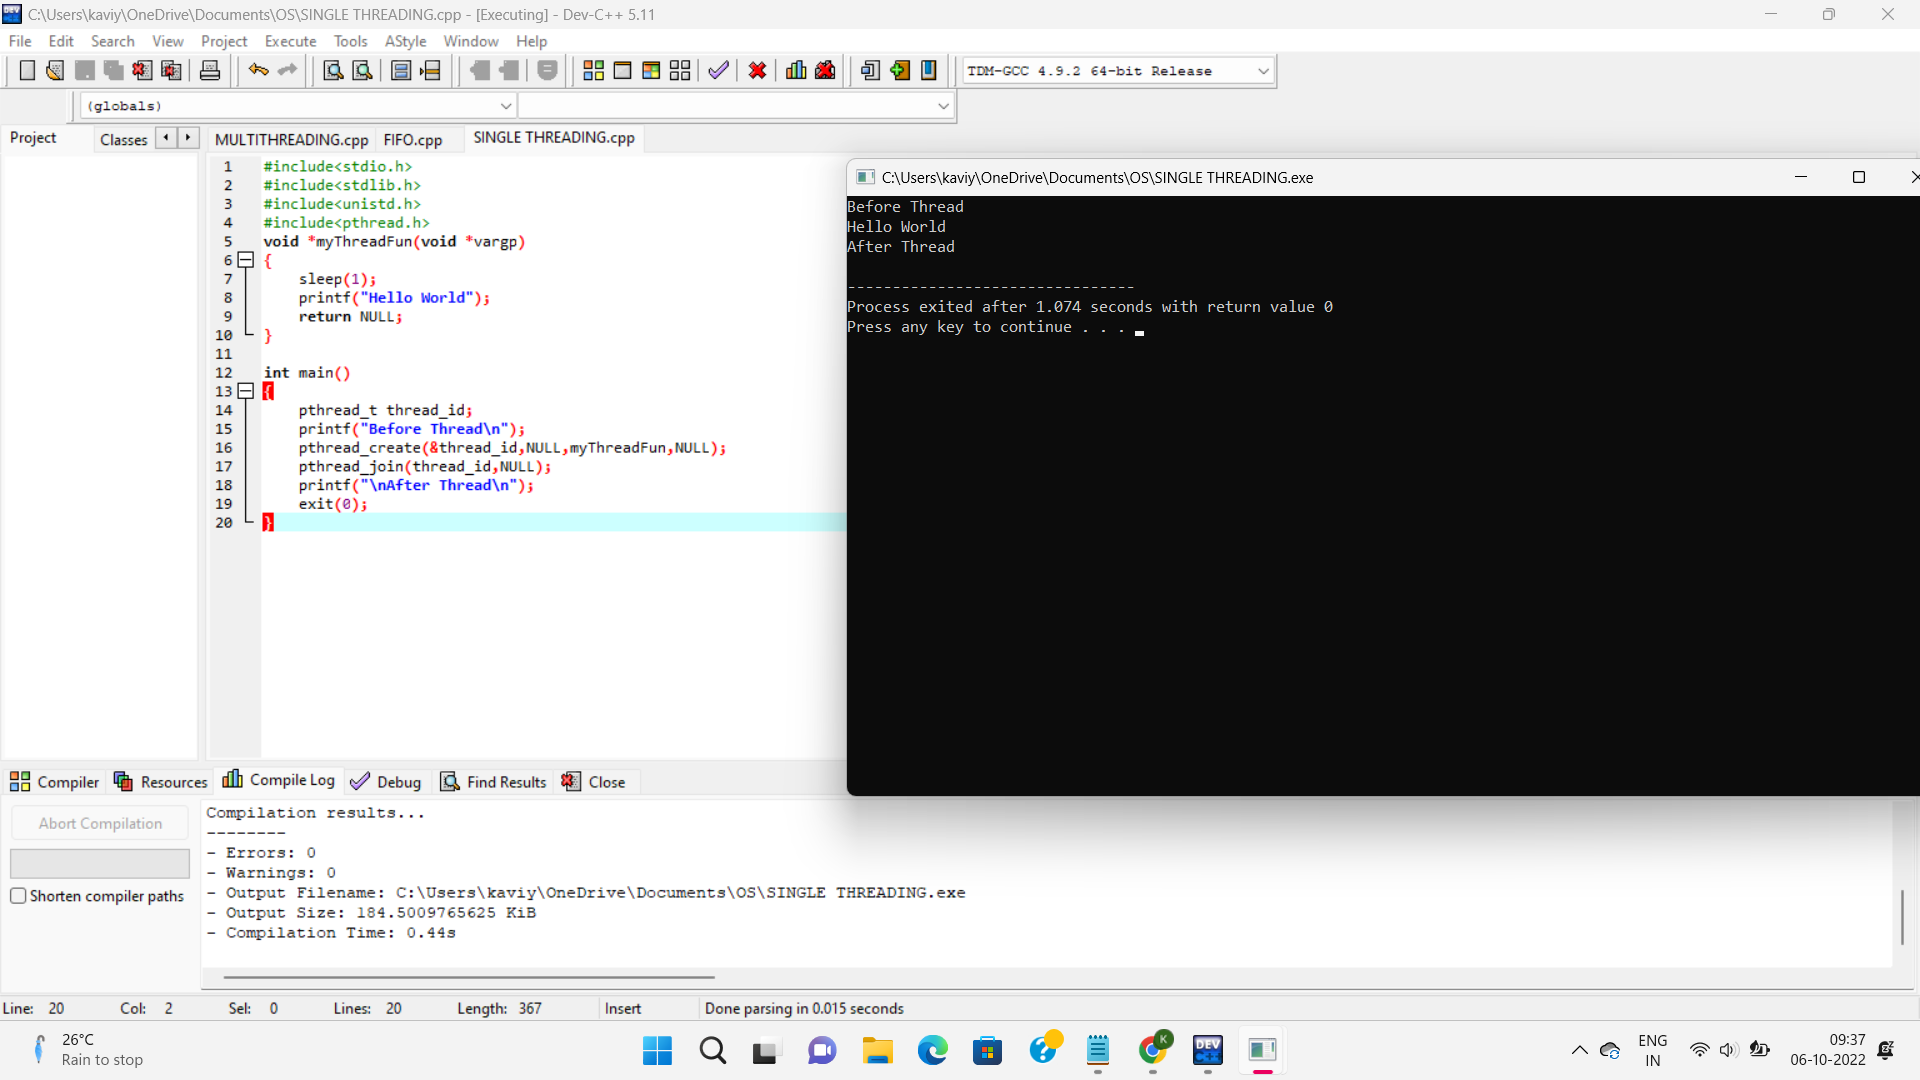 C:\Users\kaviy\OneDrive\Documents\OS\SINGLE THREADING.cpp - [Executing] - Dev-C++ 5.11
File Edit Search View Project Execute Tools AStyle Window Help
TDM-GCC 4.9.2 64-bit Release
(globals)
Project Classes MULTITHREADING.cpp FIFO.cpp SINGLE THREADING.cpp
1 #include<stdio.h>
2 #include<stdlib.h>
3 #include<unistd.h>
4 #include<pthread.h>
5 void *myThreadFun(void *vargp)
6 {
7 sleep(1);
8 printf("Hello World");
9 return NULL;
10 }
11
12 int main()
13 {
14 pthread_t thread_id;
15 printf("Before Thread\n");
16 pthread_create(&thread_id,NULL,myThreadFun,NULL);
17 pthread_join(thread_id,NULL);
18 printf("\nAfter Thread\n");
19 exit(0);
20 }
C:\Users\kaviy\OneDrive\Documents\OS\SINGLE THREADING.exe
Before Thread
Hello World
After Thread
--------------------------------
Process exited after 1.074 seconds with return value 0
Press any key to continue . . .
Compiler Resources Compile Log Debug Find Results Close
Abort Compilation
Shorten compiler paths
Compilation results...
--------
- Errors: 0
- Warnings: 0
- Output Filename: C:\Users\kaviy\OneDrive\Documents\OS\SINGLE THREADING.exe
- Output Size: 184.5009765625 KiB
- Compilation Time: 0.44s
Line: 20 Col: 2 Sel: 0 Lines: 20 Length: 367 Insert Done parsing in 0.015 seconds
26°C
Rain to stop
K
DEV
C++
ENG
IN
09:37
06-10-2022